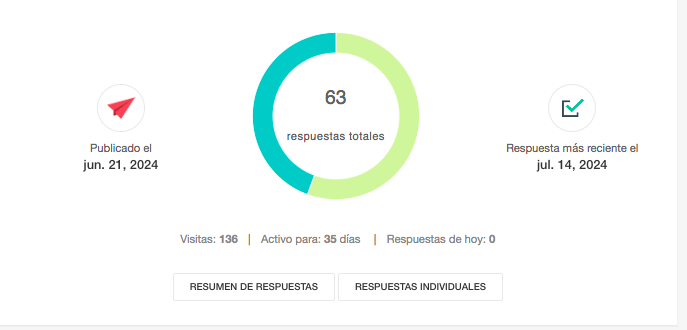 63
respuestas totales
Publicado el
jun. 21, 2024
Respuesta más reciente el
jul. 14, 2024
Visitas: 136 | Activo para: 35 días | Respuestas de hoy: 0
RESUMEN DE RESPUESTAS
RESPUESTAS INDIVIDUALES